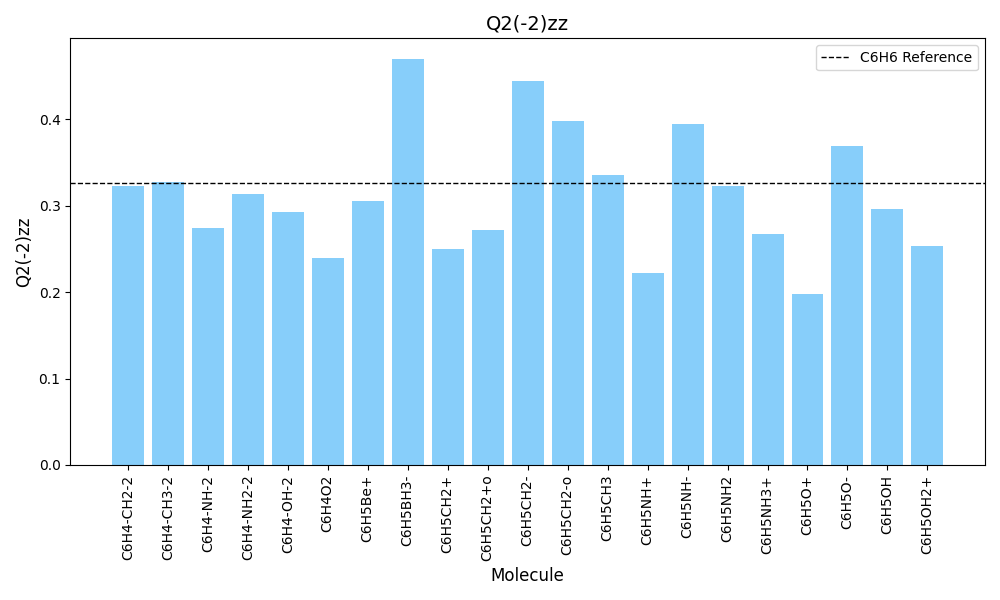 Q2(-2)zz
C6H6 Reference
Q2(-2)zz
0.4
0.3
0.2
0.1
0.0
C6H4-CH2-2
C6H4-CH3-2
C6H4-NH-2
C6H4-NH2-2
C6H4-OH-2
C6H4O2
C6H5Be+
C6H5BH3-
C6H5CH2+
C6H5CH2+o
C6H5CH2-
C6H5CH2-o
C6H5CH3
C6H5NH+
C6H5NH-
C6H5NH2
C6H5NH3+
C6H5O+
C6H5O-
C6H5OH
C6H5OH2+
Molecule